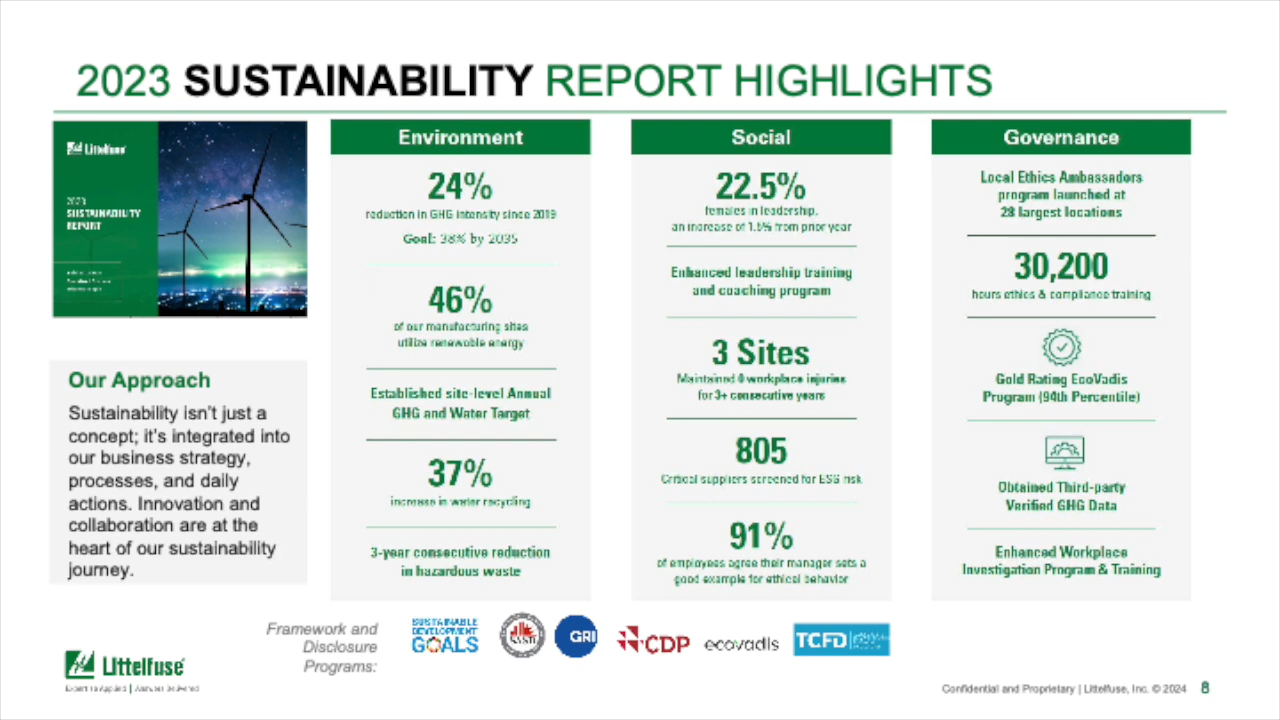 2023 SUSTAINABILITY REPORT HIGHLIGHTS
Littelfuse
2023
SUSTAINABILITY
REPORT
Our Approach
Sustainability isn't just a
concept; it's integrated into
our business strategy,
processes, and daily
actions. Innovation and
collaboration are at the
heart of our sustainability
journey.
Environment
24%
reduction in GHG intensity since 2019
Goal: 38% by 2035
46%
of our manufacturing sites
utilize renewable energy
Established site-level Annual
GHG and Water Target
37%
increase in water recycling
3-year consecutive reduction
in hazardous waste
Social
22.5%
females in leadership,
an increase of 1.5% from prior year
Enhanced leadership training
and coaching program
3 Sites
Maintained 0 workplace injuries
for 3+ consecutive years
805
Critical suppliers screened for ESG risk
91%
of employees agree their manager sets a
good example for ethical behavior
Governance
Local Ethics Ambassadors
program launched at
28 largest locations
30,200
hours ethics & compliance training
Gold Rating EcoVadis
Program (94th Percentile)
Obtained Third-party
Verified GHG Data
Enhanced Workplace
Investigation Program & Training
Framework and
Disclosure
Programs:
SUSTAINABLE
DEVELOPMENT
GOALS
GRI
CDP
ecovadis
TCFD
Littelfuse
Expertise Applied | Answers Delivered
Confidential and Proprietary | Littelfuse, Inc. © 2024 8